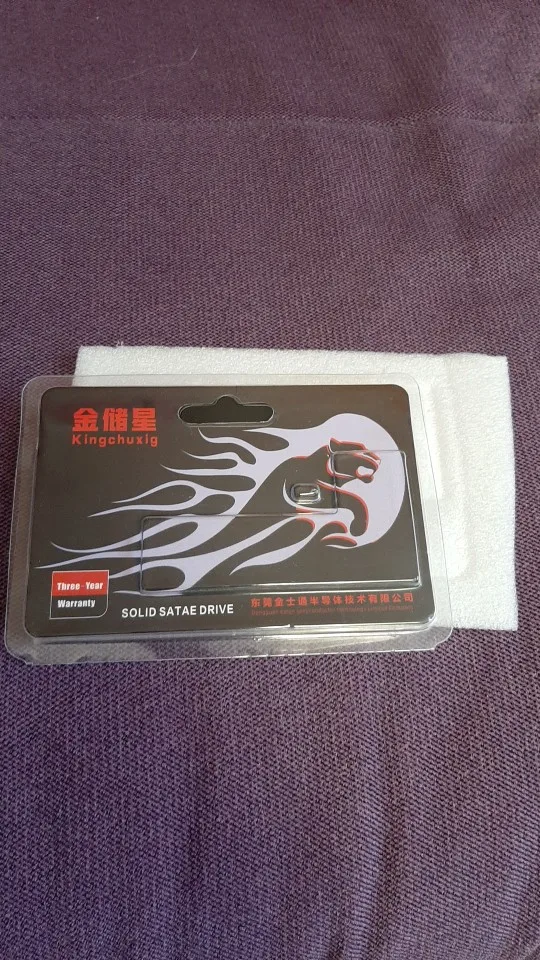 金储星
Kingchuxig
Three - Year
Warranty
SOLID SATAE DRIVE
东莞金士通半导体技术有限公司